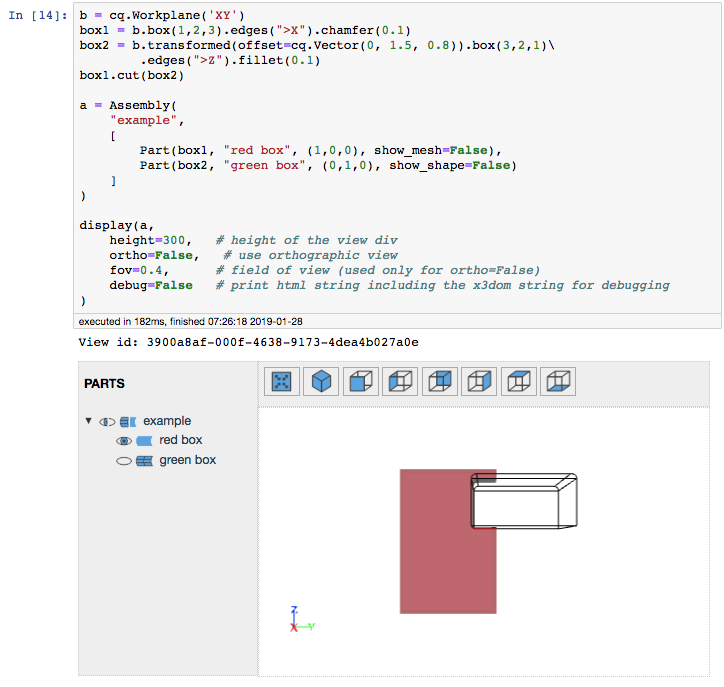 In [14]:
b = cq.Workplane('XY')
box1 = b.box(1,2,3).edges(">X").chamfer(0.1)
box2 = b.transformed(offset=cq.Vector(0, 1.5, 0.8)).box(3,2,1)\
        .edges(">Z").fillet(0.1)
box1.cut(box2)
a = Assembly(
    "example",
    [
        Part(box1, "red box", (1,0,0), show_mesh=False),
        Part(box2, "green box", (0,1,0), show_shape=False)
    ]
)
display(a,
    height=300,   # height of the view div
    ortho=False,   # use orthographic view
    fov=0.4,      # field of view (used only for ortho=False)
    debug=False   # print html string including the x3dom string for debugging
)
executed in 182ms, finished 07:26:18 2019-01-28
View id: 3900a8af-000f-4638-9173-4dea4b027a0e
PARTS
▼ example
red box
green box
Z
X Y